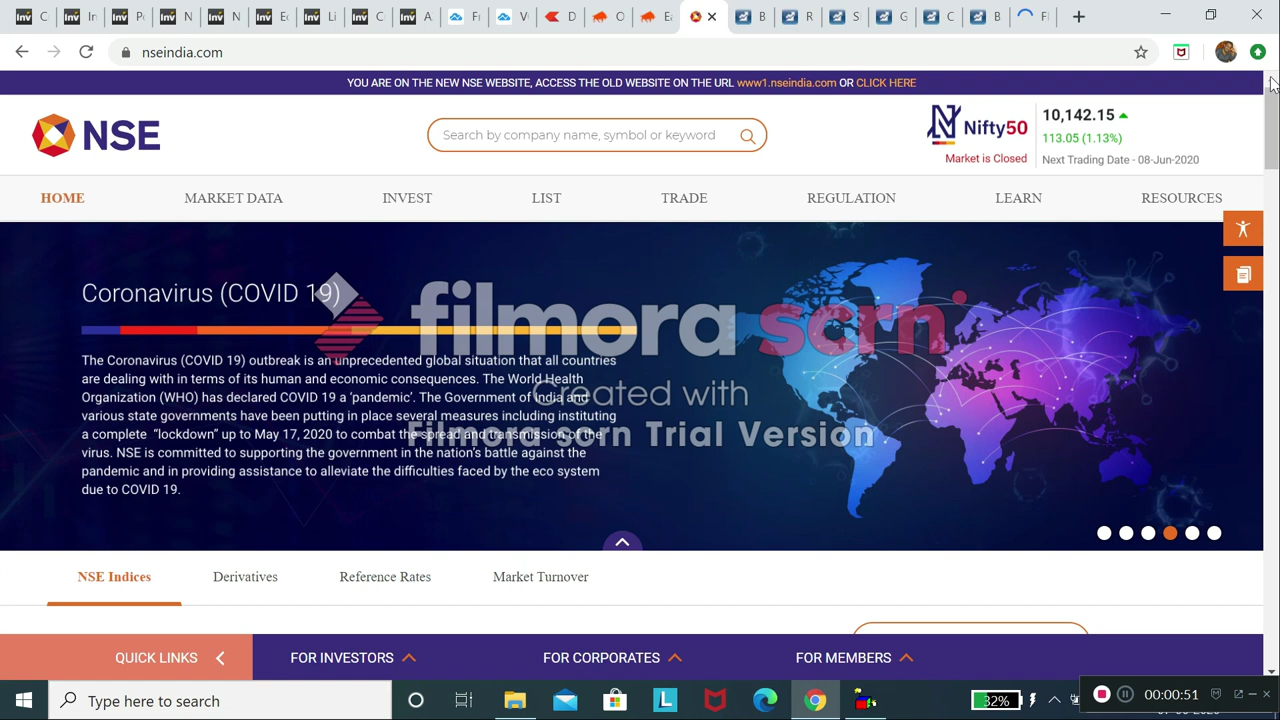 nseindia.com
YOU ARE ON THE NEW NSE WEBSITE, ACCESS THE OLD WEBSITE ON THE URL www1.nseindia.com OR CLICK HERE
NSE
Search by company name, symbol or keyword
Nifty50
10,142.15
113.05 (1.13%)
Market is Closed
Next Trading Date - 08-Jun-2020
HOME MARKET DATA INVEST LIST TRADE REGULATION LEARN RESOURCES
Coronavirus (COVID 19)
filmora scrn
The Coronavirus (COVID 19) outbreak is an unprecedented global situation that all countries
are dealing with in terms of its human and economic consequences. The World Health
Organization (WHO) has declared COVID 19 a 'pandemic'. The Government of India and
various state governments have been putting in place several measures including instituting
a complete “lockdown” up to May 17, 2020 to combat the spread and transmission of the
virus. NSE is committed to supporting the government in the nation's battle against the
pandemic and in providing assistance to alleviate the difficulties faced by the eco system
due to COVID 19.
Created with
Filmora scrn Trial Version
NSE Indices Derivatives Reference Rates Market Turnover
QUICK LINKS FOR INVESTORS FOR CORPORATES FOR MEMBERS
Type here to search
32%
00:00:51